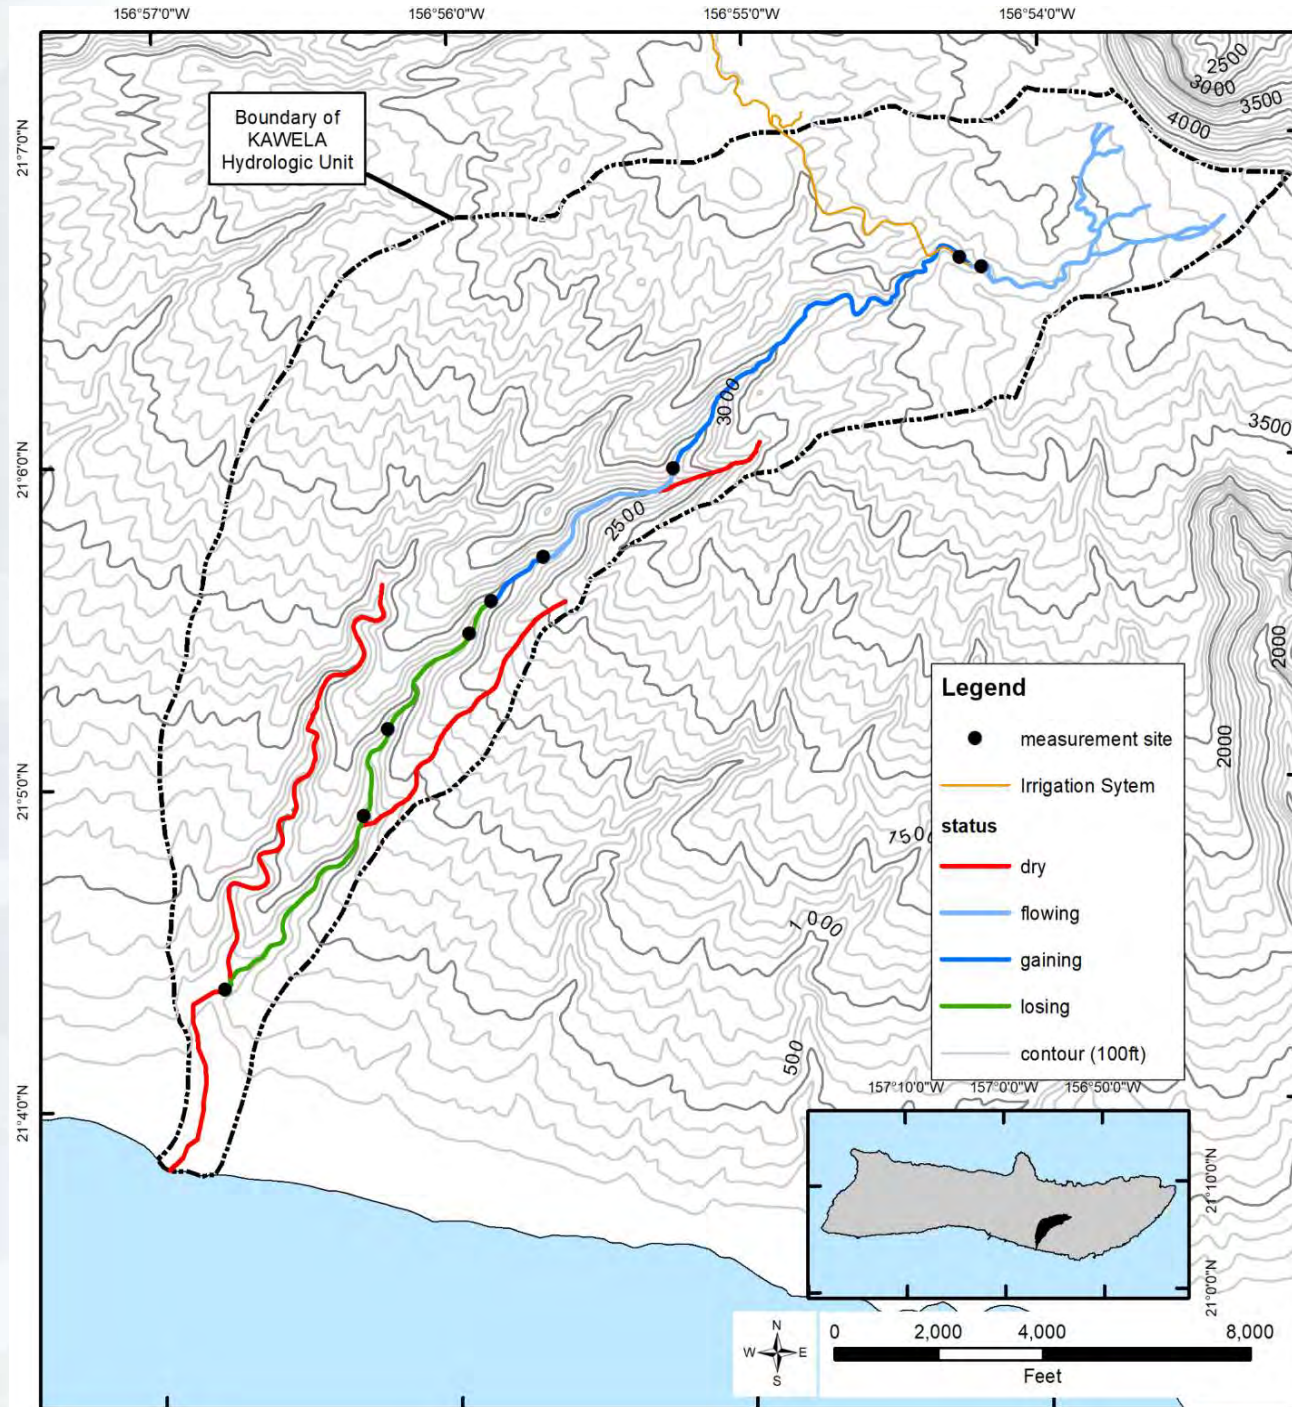 156°57'0"W
156°56'0"W
156°55'0"W
156°54'0"W
2500
3000
3500
4000
Boundary of
KAWELA
Hydrologic Unit
21°7'0"N
3000
3500
21°6'0"N
2500
2000
Legend
measurement site
2000
Irrigation Sytem
21°5'0"N
status
dry
1,000
flowing
gaining
losing
500
contour (100ft)
21°4'0"N
157°10'0"W
157°0'0"W
156°50'0"W
21°10'0"N
21°0'0"N
N
W
E
S
0
2,000
4,000
8,000
Feet